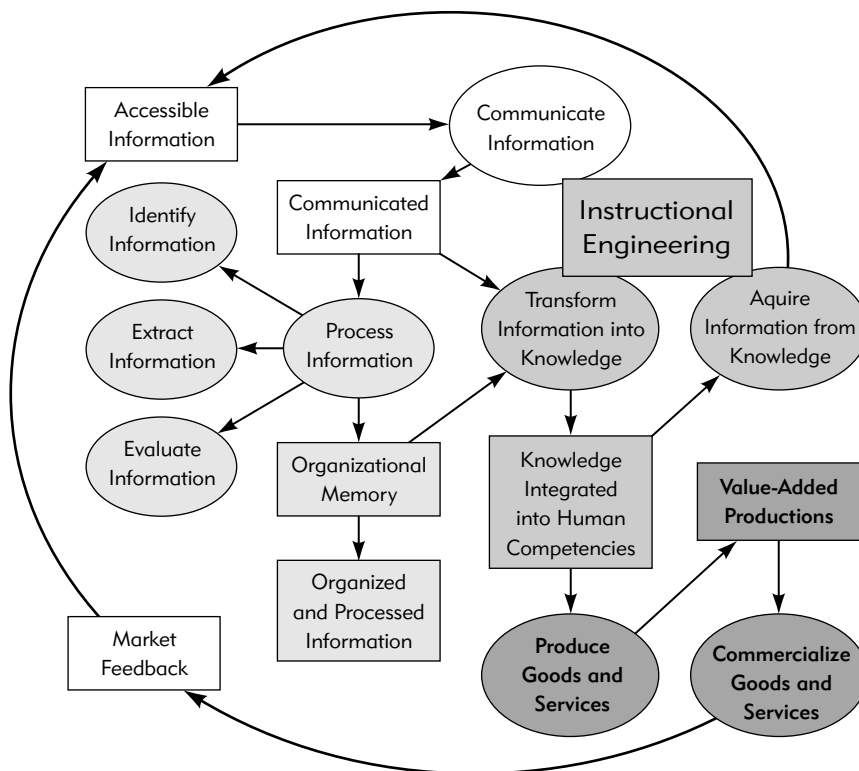 Accessible
Information
Communicate
Information
Identify
Information
Communicated
Information
Instructional
Engineering
Extract
Information
Process
Information
Transform
Information into
Knowledge
Aquire
Information from
Knowledge
Evaluate
Information
Organizational
Memory
Knowledge
Integrated
into Human
Competencies
Value-Added
Productions
Organized
and Processed
Information
Market
Feedback
Produce
Goods and
Services
Commercialize
Goods and
Services